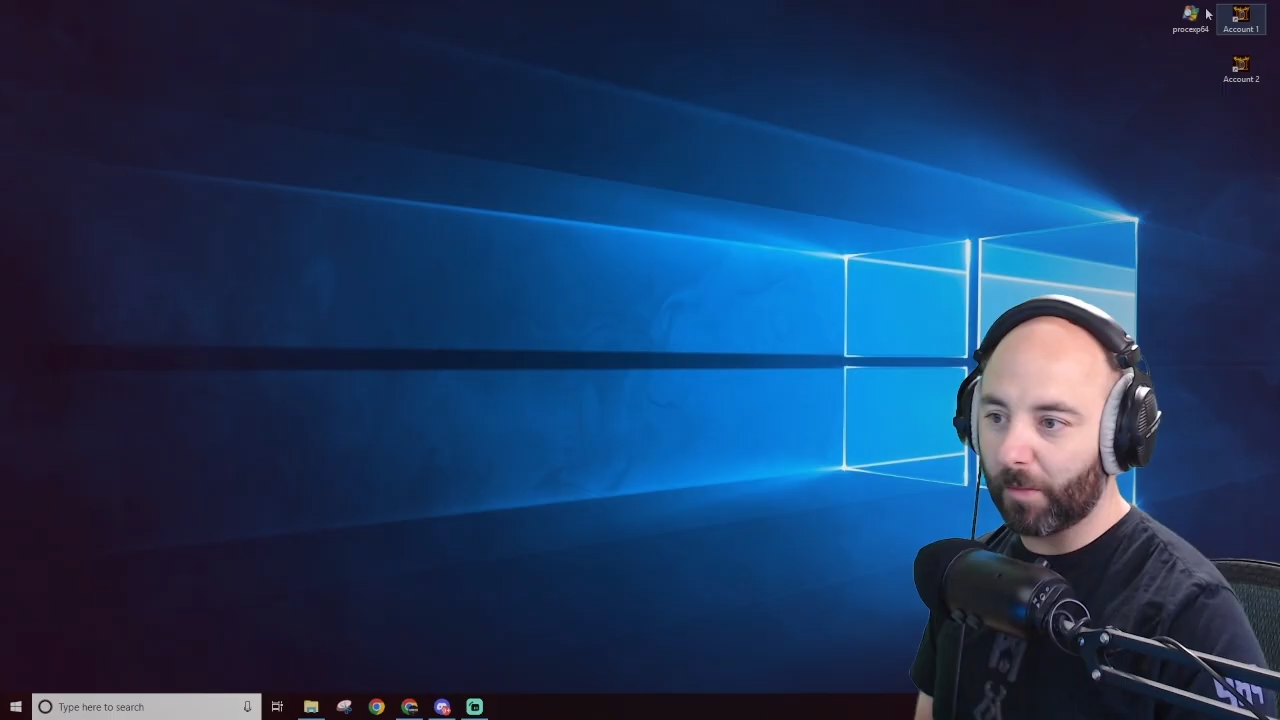 procexp64
Account 1
Account 2
Type here to search